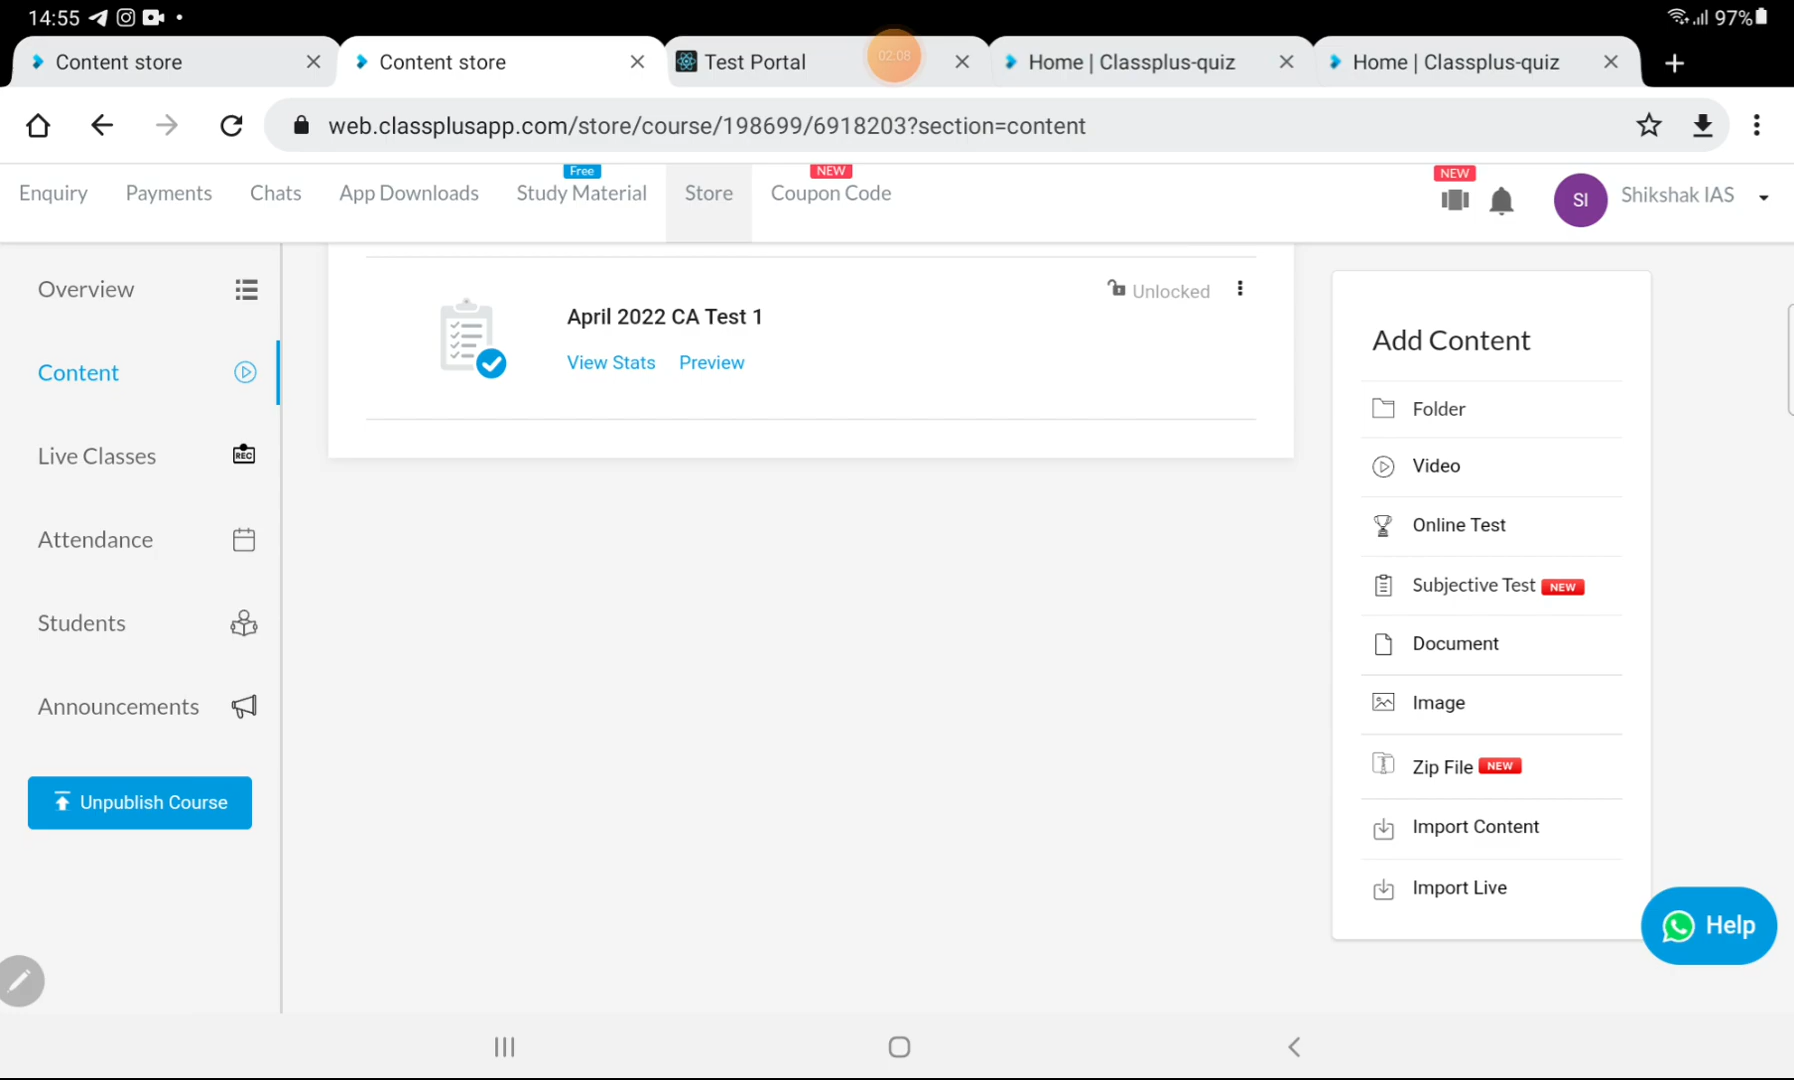 14:55
97%
Content store
Content store
Test Portal
02:08
Home | Classplus-quiz
Home | Classplus-quiz
web.classplusapp.com/store/course/198699/6918203?section=content
Enquiry
Payments
Chats
App Downloads
Free
Study Material
Store
NEW
Coupon Code
NEW
SI
Shikshak IAS
Overview
Content
Live Classes
REC
Attendance
Students
Announcements
Unpublish Course
Unlocked
April 2022 CA Test 1
View Stats Preview
Add Content
Folder
Video
Online Test
Subjective Test NEW
Document
Image
Zip File NEW
Import Content
Import Live
Help